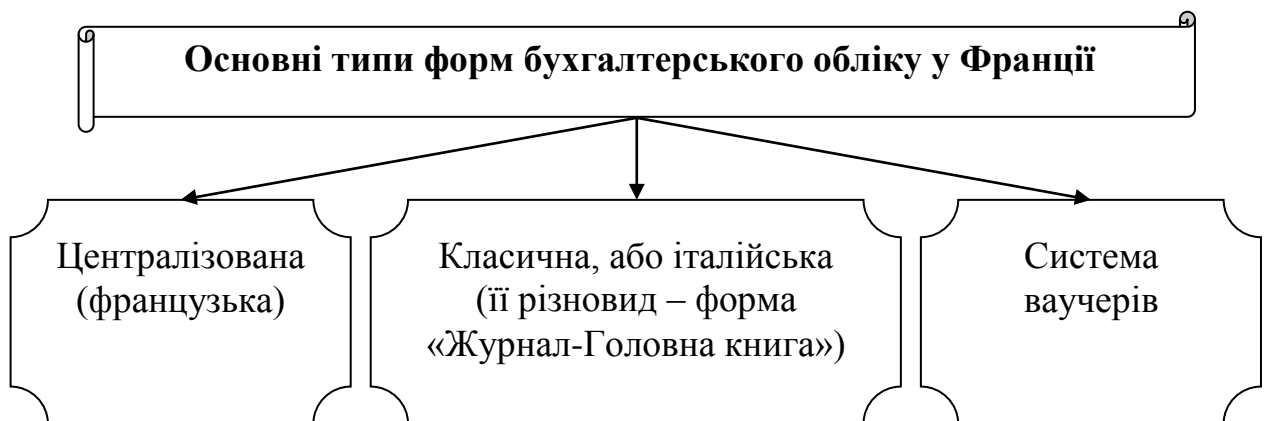 Основні типи форм бухгалтерського обліку у Франції
Централізована
(французька)
Класична, або італійська
(її різновид – форма
«Журнал-Головна книга»)
Система
ваучерів